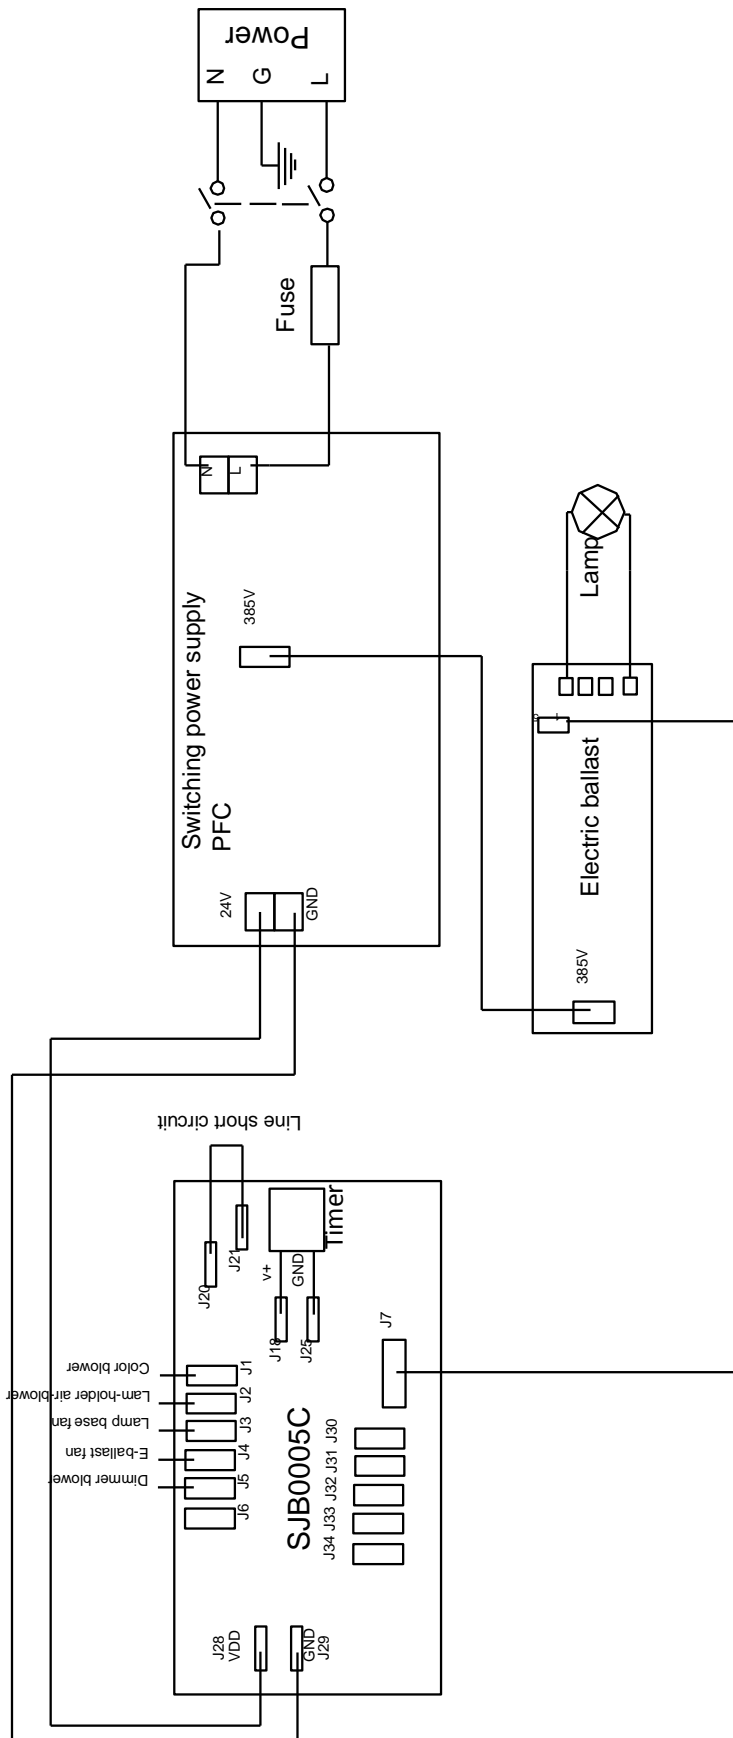 Power
N
G
L
Fuse
N
L
Switching power supply
PFC
385V
24V
GND
Lamp
Electric ballast
385V
Line short circuit
J20
J21
Timer
V+
GND
J18
J25
J7
Color blower
Lam-holder air-blower
Lamp base fan
E-ballast fan
Dimmer blower
J1
J2
J3
J4
J5
J6
SJB0005C
J30
J31
J32
J33
J34
J28
VDD
GND
J29